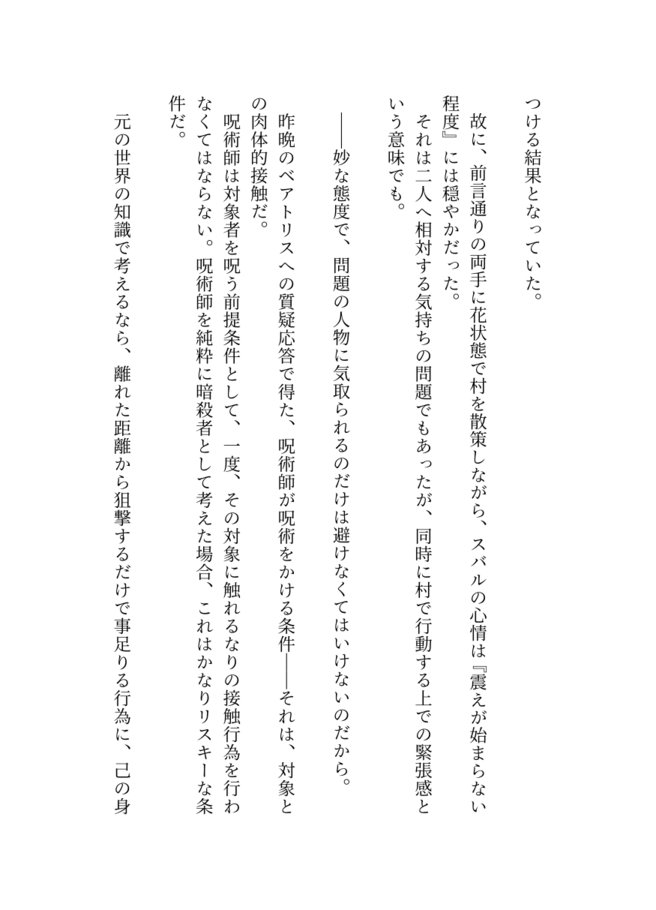 つける結果となっていた。
　故に、前言通りの両手に花状態で村を散策しながら、スバルの心情は『震えが始まらない
程度』には穏やかだった。
　それは二人へ相対する気持ちの問題でもあったが、同時に村で行動する上での緊張感と
いう意味でも。
　――妙な態度で、問題の人物に気取られるのだけは避けなくてはいけないのだから。
　昨晩のベアトリスへの質疑応答で得た、呪術師が呪術をかける条件――それは、対象と
の肉体的接触だ。
　呪術師は対象者を呪う前提条件として、一度、その対象に触れるなりの接触行為を行わ
なくてはならない。呪術師を純粋に暗殺者として考えた場合、これはかなりリスキーな条
件だ。
　元の世界の知識で考えるなら、離れた距離から狙撃するだけで事足りる行為に、己の身